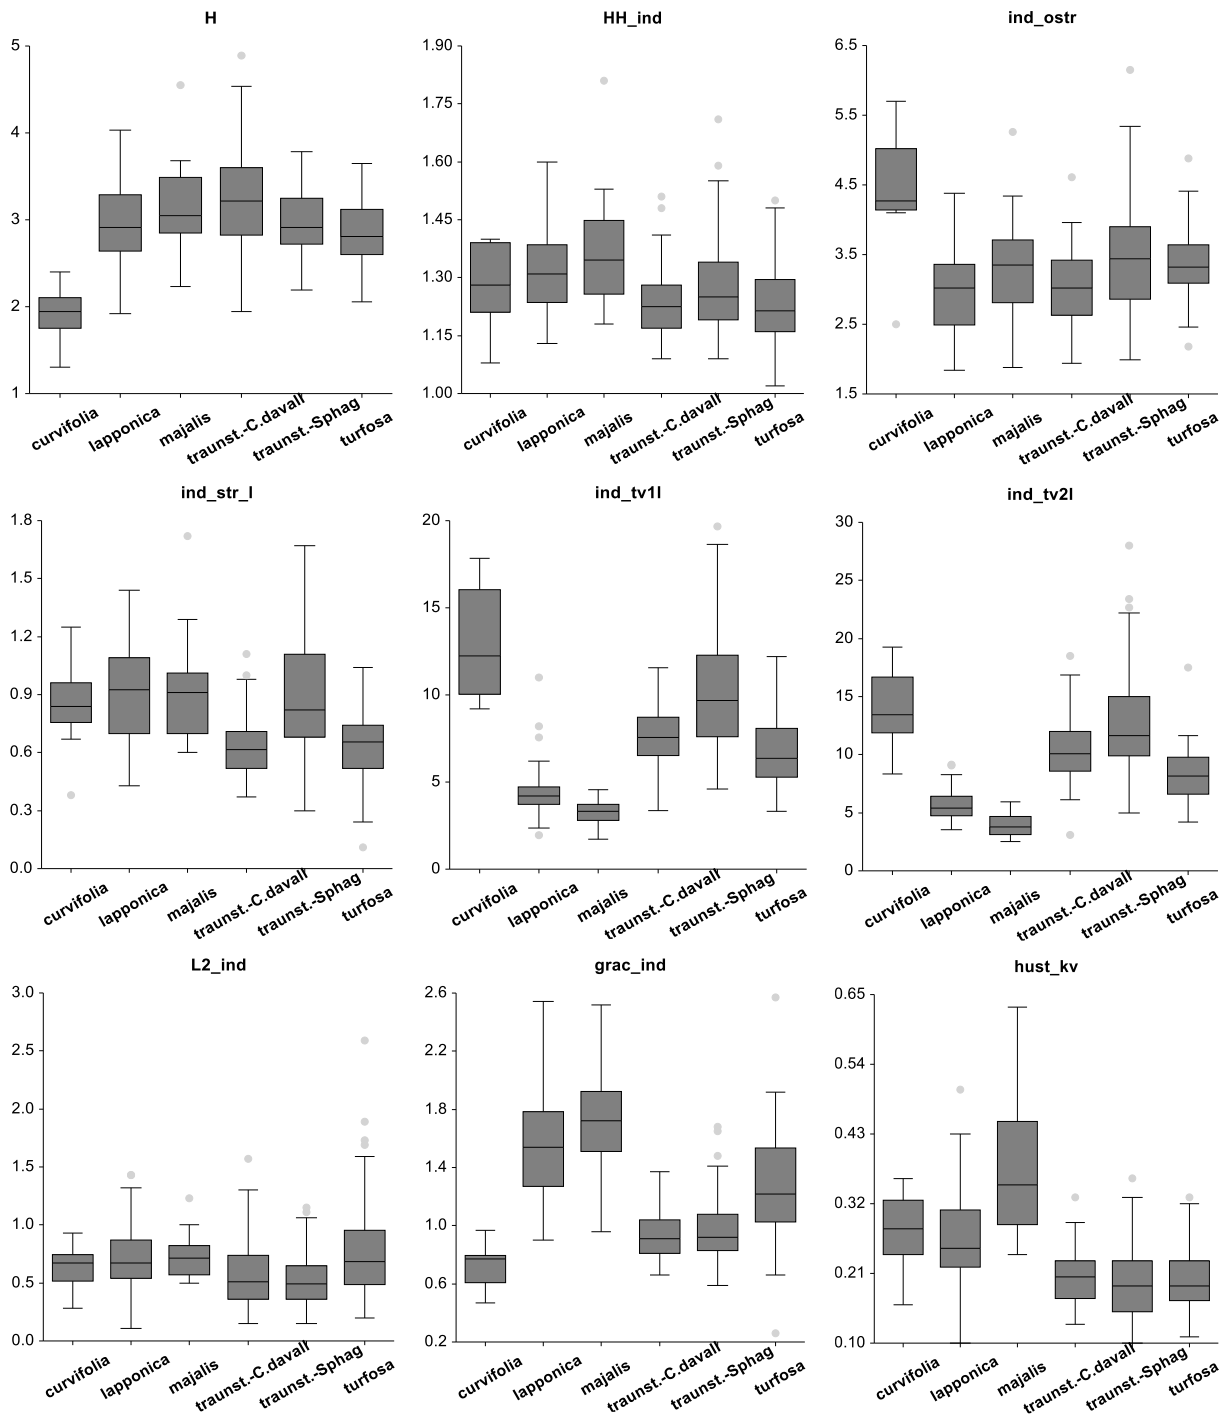 H
5
4
3
2
1
curvifolia
lapponica
majalis
traunst.-C.davall
traunst.-Sphag
turfosa
HH_ind
1.90
1.75
1.60
1.45
1.30
1.15
1.00
curvifolia
lapponica
majalis
traunst.-C.davall
traunst.-Sphag
turfosa
ind_ostr
6.5
5.5
4.5
3.5
2.5
1.5
curvifolia
lapponica
majalis
traunst.-C.davall
traunst.-Sphag
turfosa
ind_str_l
1.8
1.5
1.2
0.9
0.6
0.3
0.0
curvifolia
lapponica
majalis
traunst.-C.davall
traunst.-Sphag
turfosa
ind_tv1l
20
15
10
5
0
curvifolia
lapponica
majalis
traunst.-C.davall
traunst.-Sphag
turfosa
ind_tv2l
30
25
20
15
10
5
0
curvifolia
lapponica
majalis
traunst.-C.davall
traunst.-Sphag
turfosa
L2_ind
3.0
2.5
2.0
1.5
1.0
0.5
0.0
curvifolia
lapponica
majalis
traunst.-C.davall
traunst.-Sphag
turfosa
grac_ind
2.6
2.2
1.8
1.4
1.0
0.6
0.2
curvifolia
lapponica
majalis
traunst.-C.davall
traunst.-Sphag
turfosa
hust_kv
0.65
0.54
0.43
0.32
0.21
0.10
curvifolia
lapponica
majalis
traunst.-C.davall
traunst.-Sphag
turfosa